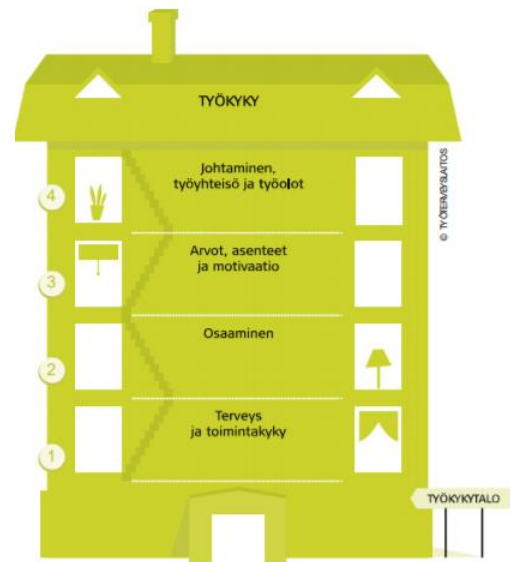 TYÖKYKY
4
Johtaminen,
työyhteisö ja työolot
© TYÖTERVEYSLAITOS
3
Arvot, asenteet
ja motivaatio
2
Osaaminen
1
Terveys
ja toimintakyky
TYÖKYKYTALO